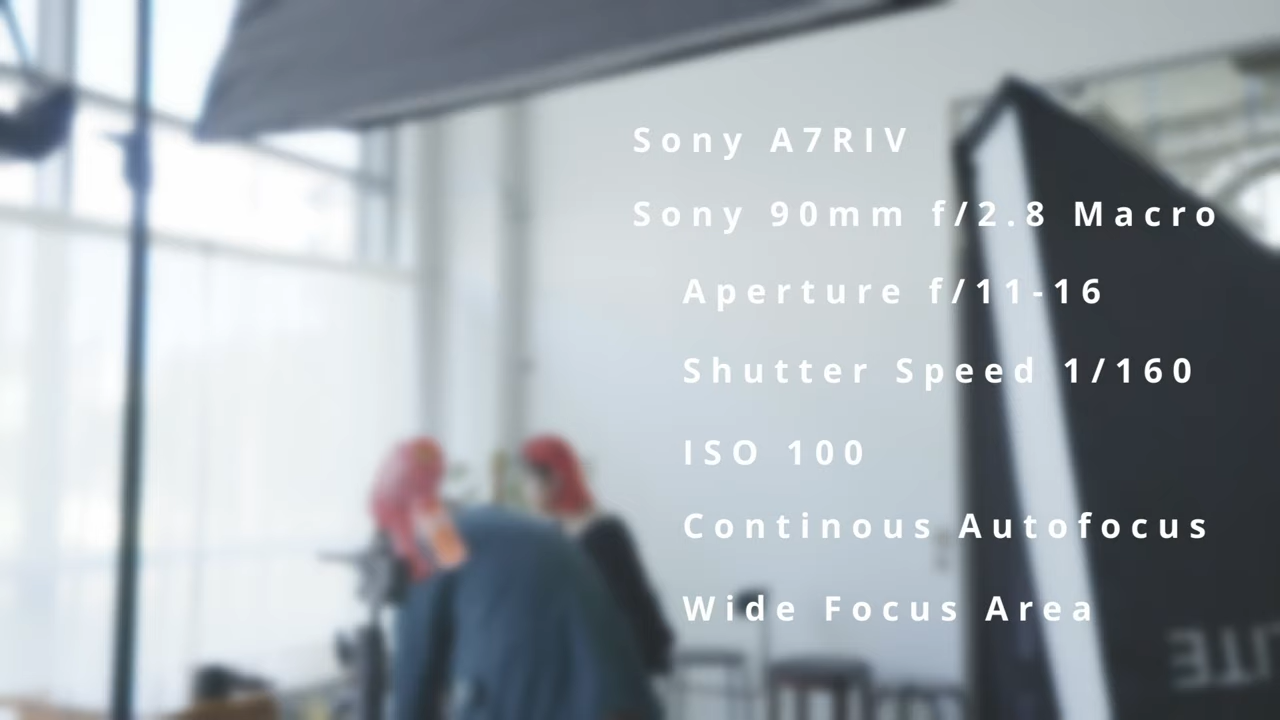 Sony A7RIV
Sony 90mm f/2.8 Macro
Aperture f/11-16
Shutter Speed 1/160
ISO 100
Continous Autofocus
Wide Focus Area